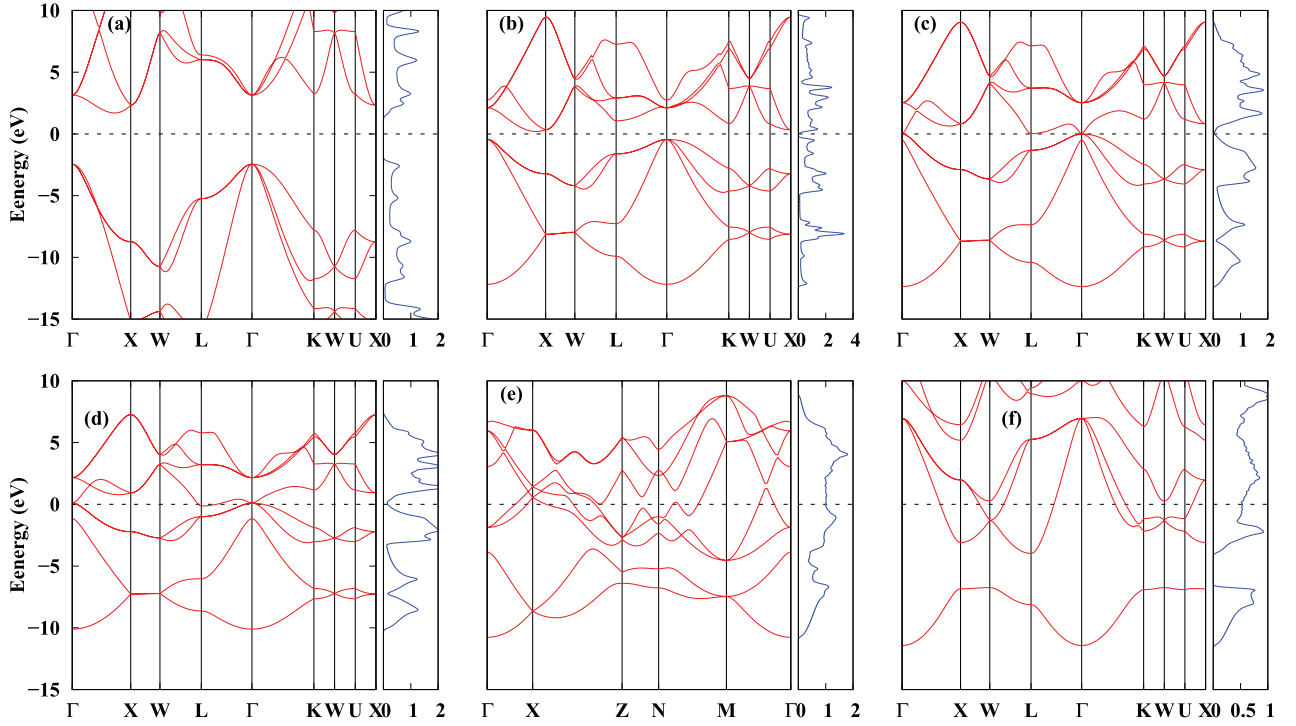 10
5
0
−5
−10
−15
Eenergy (eV)
(a)
Γ X W L Γ K W U X 0 1 2
(b)
Γ X W L Γ K W U X 0 2 4
(c)
Γ X W L Γ K W U X 0 1 2
10
5
0
−5
−10
−15
Eenergy (eV)
(d)
Γ X W L Γ K W U X 0 1 2
(e)
Γ X Z N M Γ 0 1 2
(f)
Γ X W L Γ K W U X 0 0.5 1